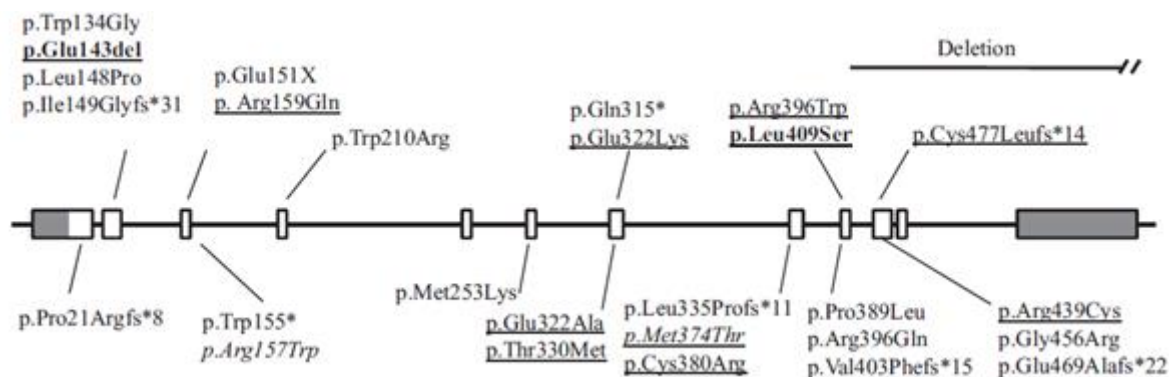 p.Trp134Gly
p.Glu143del
p.Leu148Pro
p.Ile149Glyfs*31
p.Glu151X
p. Arg159Gln
p.Trp210Arg
p.Gln315*
p.Glu322Lys
Deletion
p.Arg396Trp
p.Leu409Ser
p.Cys477Leufs*14
p.Pro21Argfs*8
p.Trp155*
p.Arg157Trp
p.Met253Lys
p.Glu322Ala
p.Thr330Met
p.Leu335Profs*11
p.Met374Thr
p.Cys380Arg
p.Pro389Leu
p.Arg396Gln
p.Val403Phefs*15
p.Arg439Cys
p.Gly456Arg
p.Glu469Alafs*22